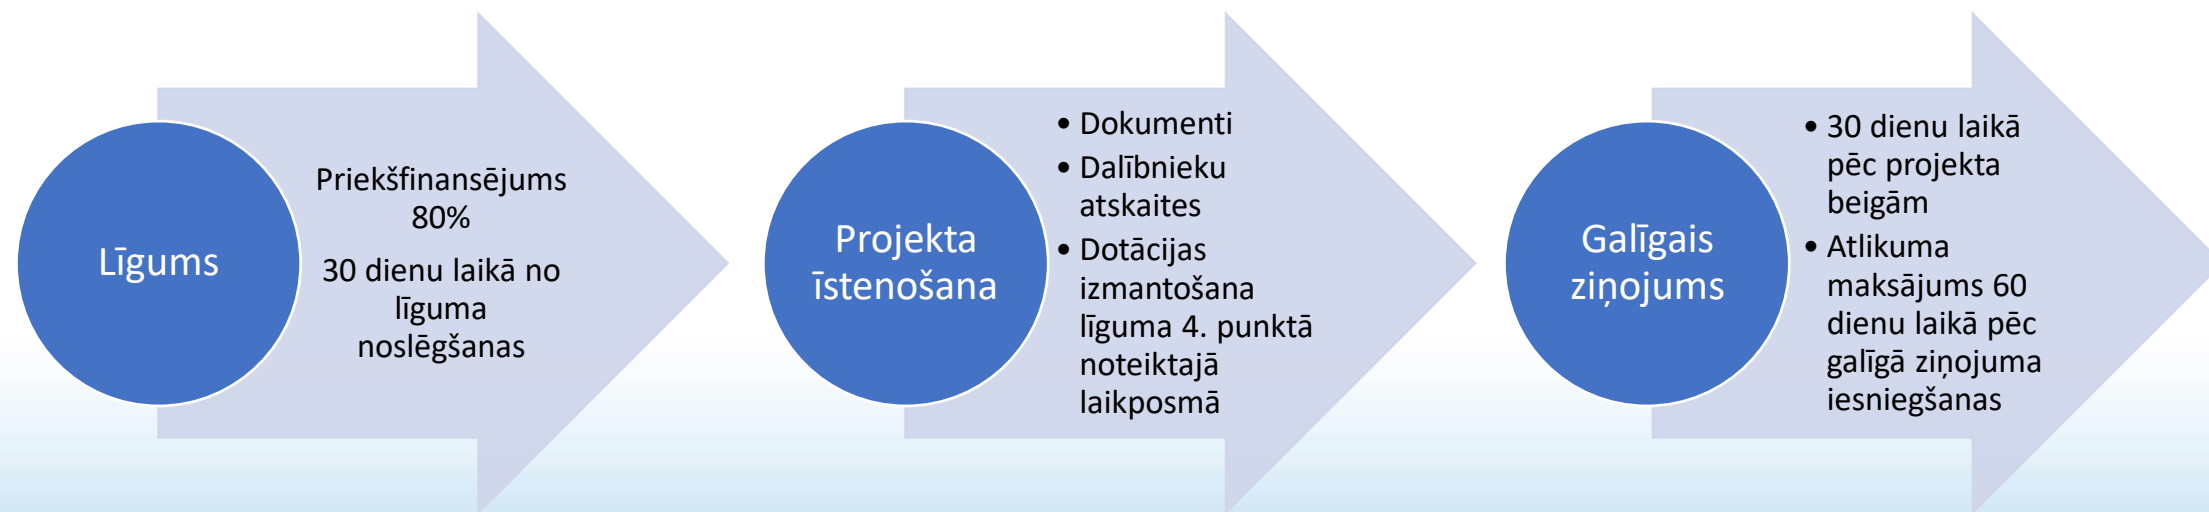 Līgums
Priekšfinansējums
80%
30 dienu laikā no
līguma
noslēgšanas
Projekta
īstenošana
• Dokumenti
• Dalībnieku
atskaites
• Dotācijas
izmantošana
līguma 4. punktā
noteiktajā
laikposmā
Galīgais
ziņojums
• 30 dienu laikā
pēc projekta
beigām
• Atlikuma
maksājums 60
dienu laikā pēc
galīgā ziņojuma
iesniegšanas